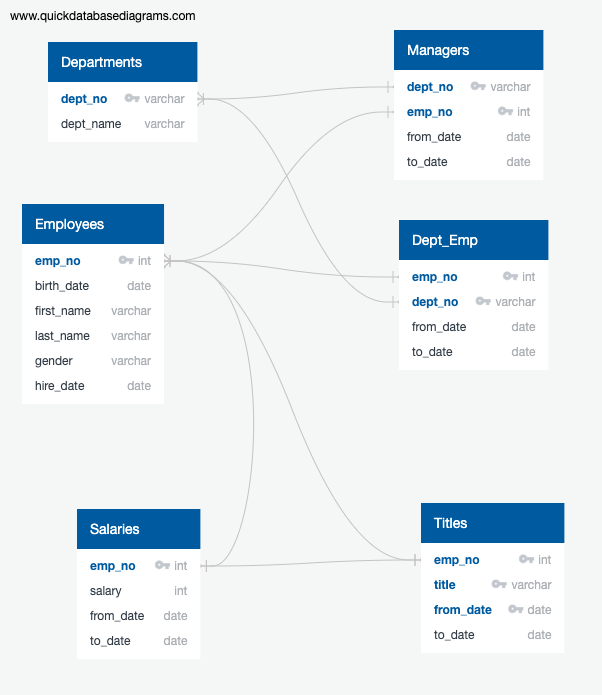 www.quickdatabasediagrams.com
Departments
dept_no varchar
dept_name varchar
Managers
dept_no varchar
emp_no int
from_date date
to_date date
Employees
emp_no int
birth_date date
first_name varchar
last_name varchar
gender varchar
hire_date date
Dept_Emp
emp_no int
dept_no varchar
from_date date
to_date date
Salaries
emp_no int
salary int
from_date date
to_date date
Titles
emp_no int
title varchar
from_date date
to_date date